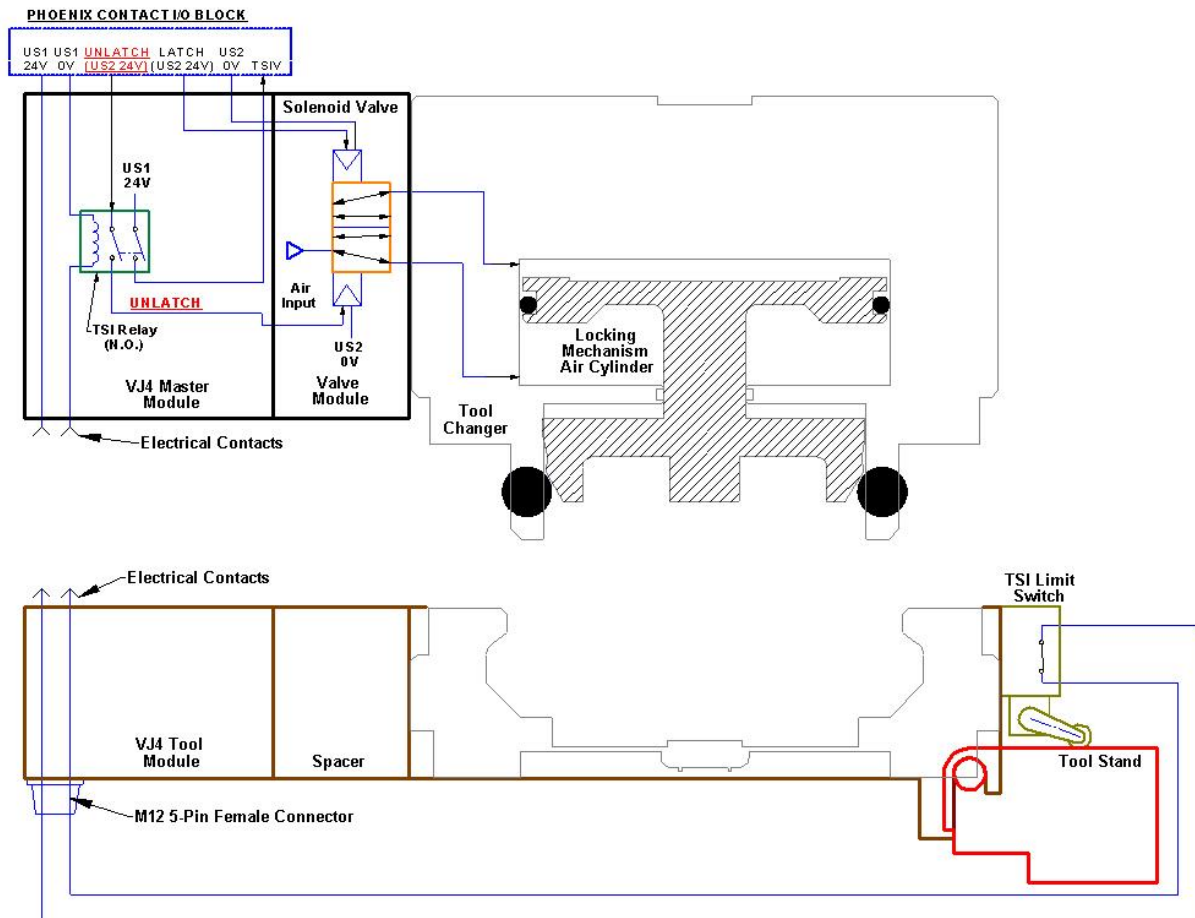 PHOENIX CONTACT I/O BLOCK
US1 US1 UNLATCH LATCH US2
24V 0V (US2 24V) (US2 24V) 0V TSIV
Solenoid Valve
US1
24V
Air
Input
UNLATCH
TSI Relay
(N.O.)
US2
0V
VJ4 Master
Module
Valve
Module
Locking
Mechanism
Air Cylinder
Tool
Changer
Electrical Contacts
Electrical Contacts
TSI Limit
Switch
VJ4 Tool
Module
Spacer
Tool Stand
M12 5-Pin Female Connector